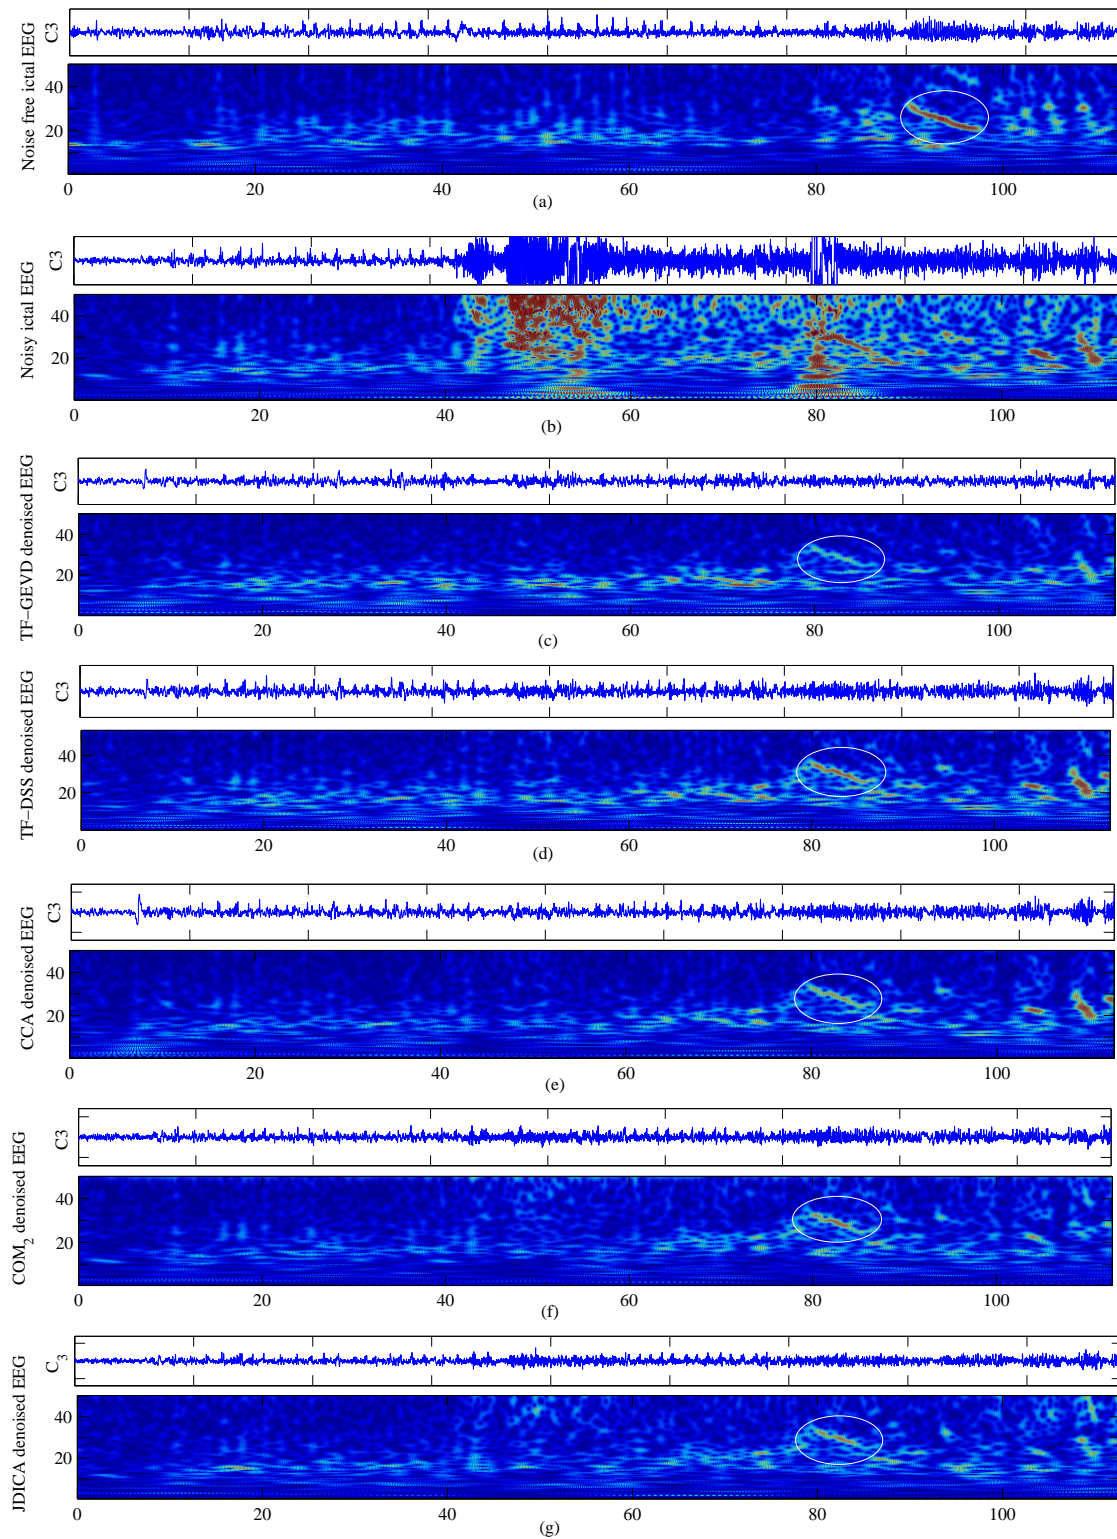 Noise free ictal EEG
C3
40
20
0 20 40 60 80 100
(a)
Noisy ictal EEG
C3
40
20
0 20 40 60 80 100
(b)
TF-GEVD denoised EEG
C3
40
20
0 20 40 60 80 100
(c)
TF-DSS denoised EEG
C3
40
20
0 20 40 60 80 100
(d)
CCA denoised EEG
C3
40
20
0 20 40 60 80 100
(e)
COM2 denoised EEG
C3
40
20
0 20 40 60 80 100
(f)
JDICA denoised EEG
C3
40
20
0 20 40 60 80 100
(g)